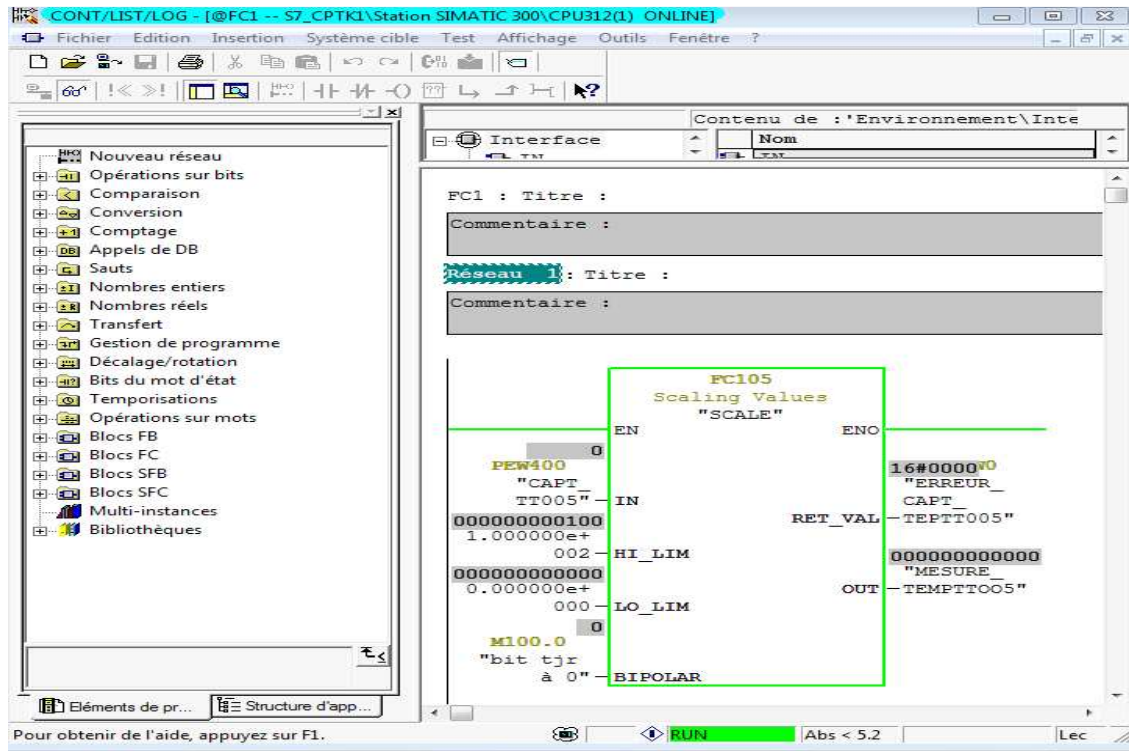 CONT/LIST/LOG - [@FC1 -- S7_CPTK1\Station SIMATIC 300\CPU312(1) ONLINE]
Fichier Edition Insertion Système cible Test Affichage Outils Fenêtre ?
Contenu de :'Environnement\Inte
Interface
Nom
IN
IN
Nouveau réseau
Opérations sur bits
Comparaison
Conversion
Comptage
Appels de DB
Sauts
Nombres entiers
Nombres réels
Transfert
Gestion de programme
Décalage/rotation
Bits du mot d'état
Temporisations
Opérations sur mots
Blocs FB
Blocs FC
Blocs SFB
Blocs SFC
Multi-instances
Bibliothèques
Eléments de pr...
Structure d'app...
FC1 : Titre :
Commentaire :
Réseau 1: Titre :
Commentaire :
FC105
Scaling Values
"SCALE"
EN ENO
0
PEW400
"CAPT_
TT005" IN
000000000100
1.000000e+
002 HI_LIM
000000000000
0.000000e+
000 LO_LIM
0
M100.0
"bit tjr
à 0" BIPOLAR
16#0000
"ERREUR_
CAPT_
RET_VAL TEPTT005"
000000000000
"MESURE_
OUT TEMPTTOO5"
Pour obtenir de l'aide, appuyez sur F1.
RUN
Abs < 5.2
Lec